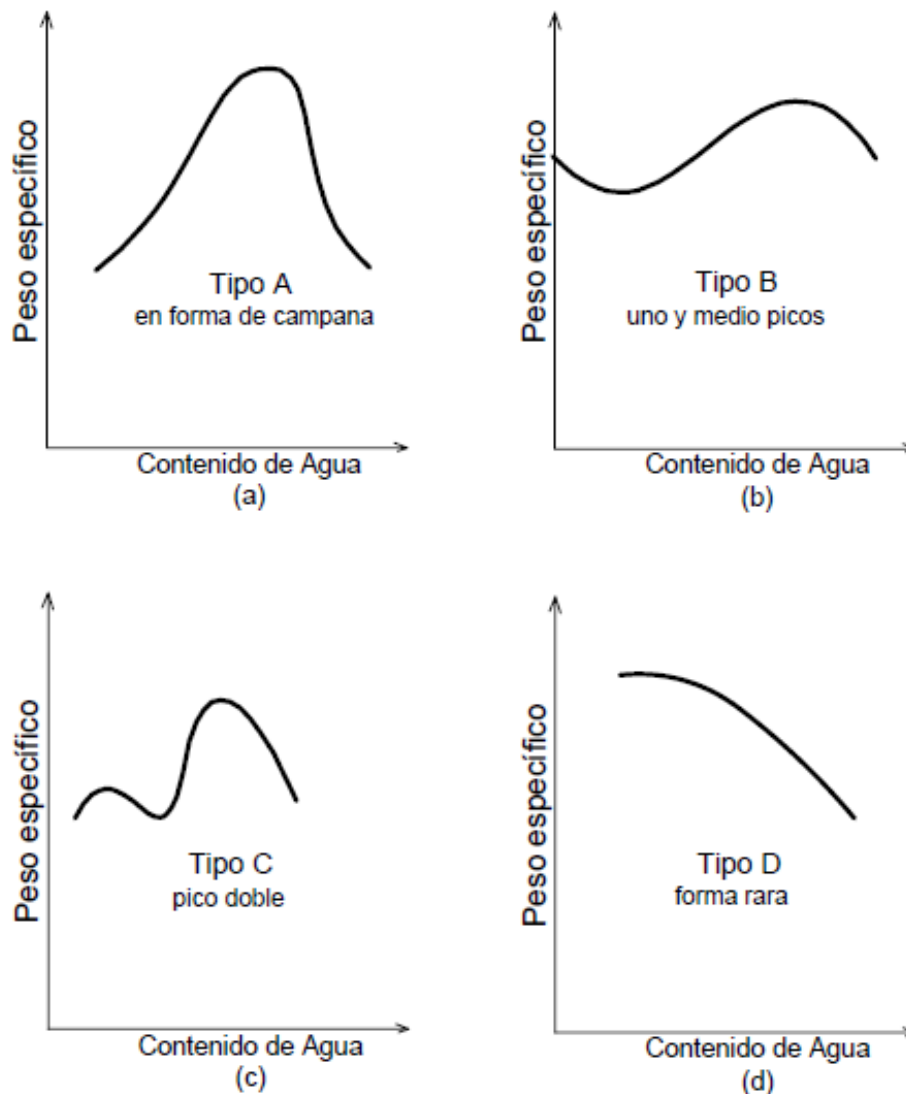 Peso específico
Tipo A
en forma de campana
Contenido de Agua
(a)
Peso específico
Tipo B
uno y medio picos
Contenido de Agua
(b)
Peso específico
Tipo C
pico doble
Contenido de Agua
(c)
Peso específico
Tipo D
forma rara
Contenido de Agua
(d)